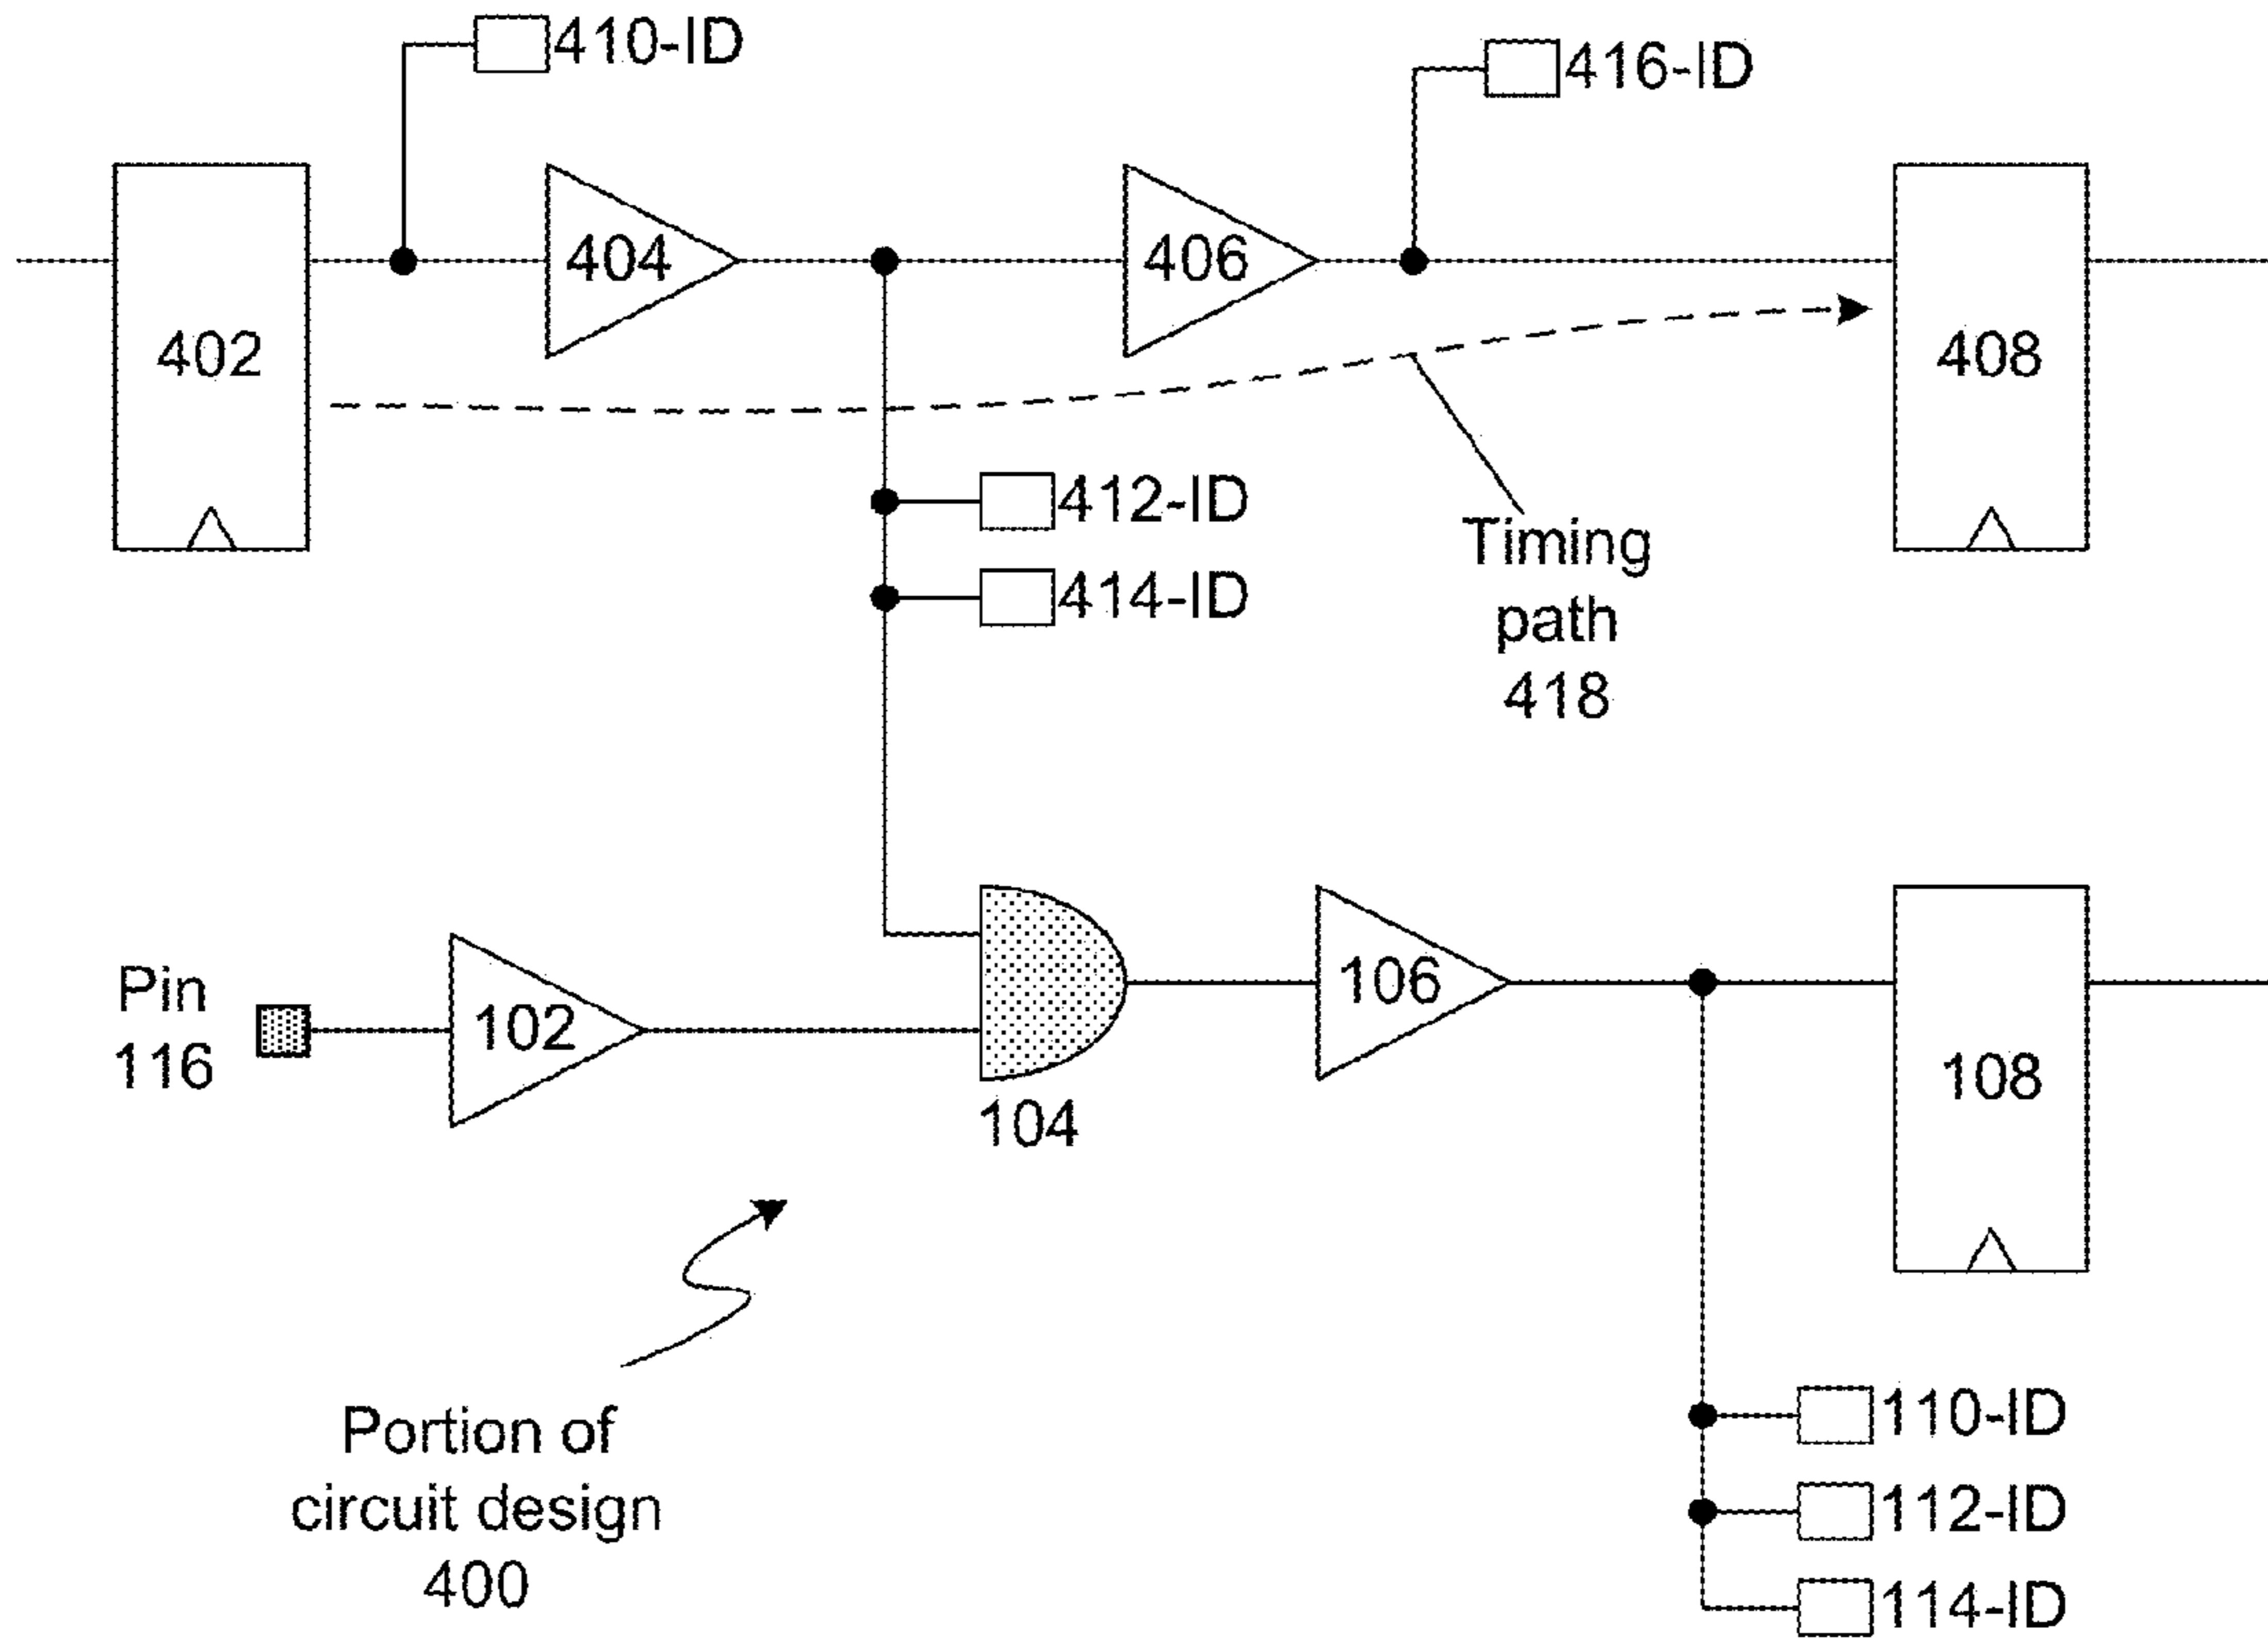 410-ID
416-ID
404
406
402
408
412-ID
414-ID
Timing
path
418
Pin
116
102
104
106
108
Portion of
circuit design
400
110-ID
112-ID
114-ID